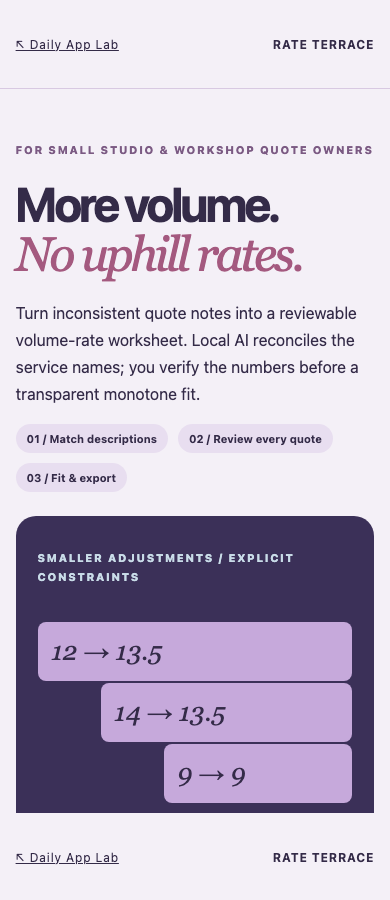 ↖ Daily App Lab
RATE TERRACE
FOR SMALL STUDIO & WORKSHOP QUOTE OWNERS
More volume.
No uphill rates.
Turn inconsistent quote notes into a reviewable
volume-rate worksheet. Local AI reconciles the
service names; you verify the numbers before a
transparent monotone fit.
01 / Match descriptions
02 / Review every quote
03 / Fit & export
SMALLER ADJUSTMENTS / EXPLICIT
CONSTRAINTS
12 → 13.5
14 → 13.5
9 → 9
↖ Daily App Lab
RATE TERRACE